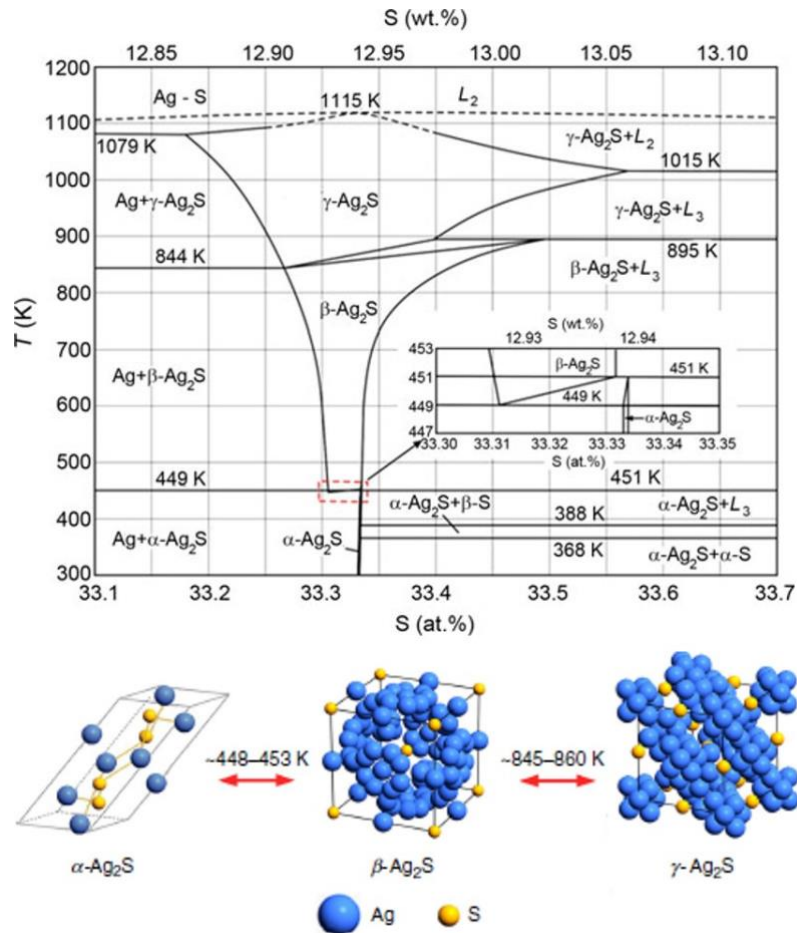 S (wt.%)
12.85 12.90 12.95 13.00 13.05 13.10
1200
Ag - S
1115 K
L2
1100
1079 K
γ-Ag2S+L2
1015 K
1000
Ag+γ-Ag2S
γ-Ag2S
γ-Ag2S+L3
900
844 K
895 K
β-Ag2S+L3
T (K)
800
β-Ag2S
S (wt.%)
12.93 12.94
700
453
β-Ag2S
451 K
451
Ag+β-Ag2S
449 K
600
449
α-Ag2S
447
33.30 33.31 33.32 33.33 33.34 33.35
S (at.%)
500
449 K
451 K
α-Ag2S+β-S
α-Ag2S+L3
400
388 K
Ag+α-Ag2S
α-Ag2S
368 K
α-Ag2S+α-S
300
33.1 33.2 33.3 33.4 33.5 33.6 33.7
S (at.%)
~448–453 K
~845–860 K
α-Ag2S
β-Ag2S
γ-Ag2S
Ag
S